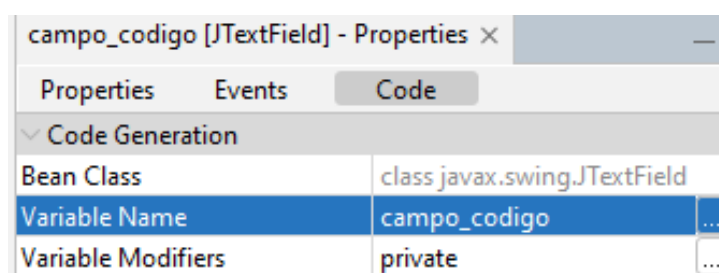 campo_codigo [JTextField] - Properties ×
Properties Events Code
Code Generation
Bean Class class javax.swing.JTextField
Variable Name campo_codigo ...
Variable Modifiers private ...